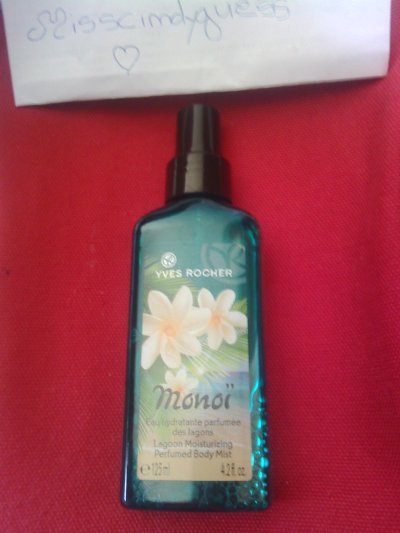 Misscindyguess
♡
YVES ROCHER
Monoï
Eau hydratante parfumée
des lagons
Lagoon Moisturizing
Perfumed Body Mist
℮ 125 ml 4.2 fl. oz.